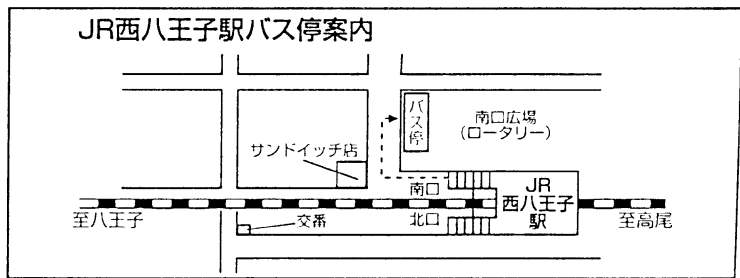 JR西八王子駅バス停案内
バス停
南口広場
(ロータリー)
サンドイッチ店
南口
JR
西八王子
駅
至八王子
交番
北口
至高尾